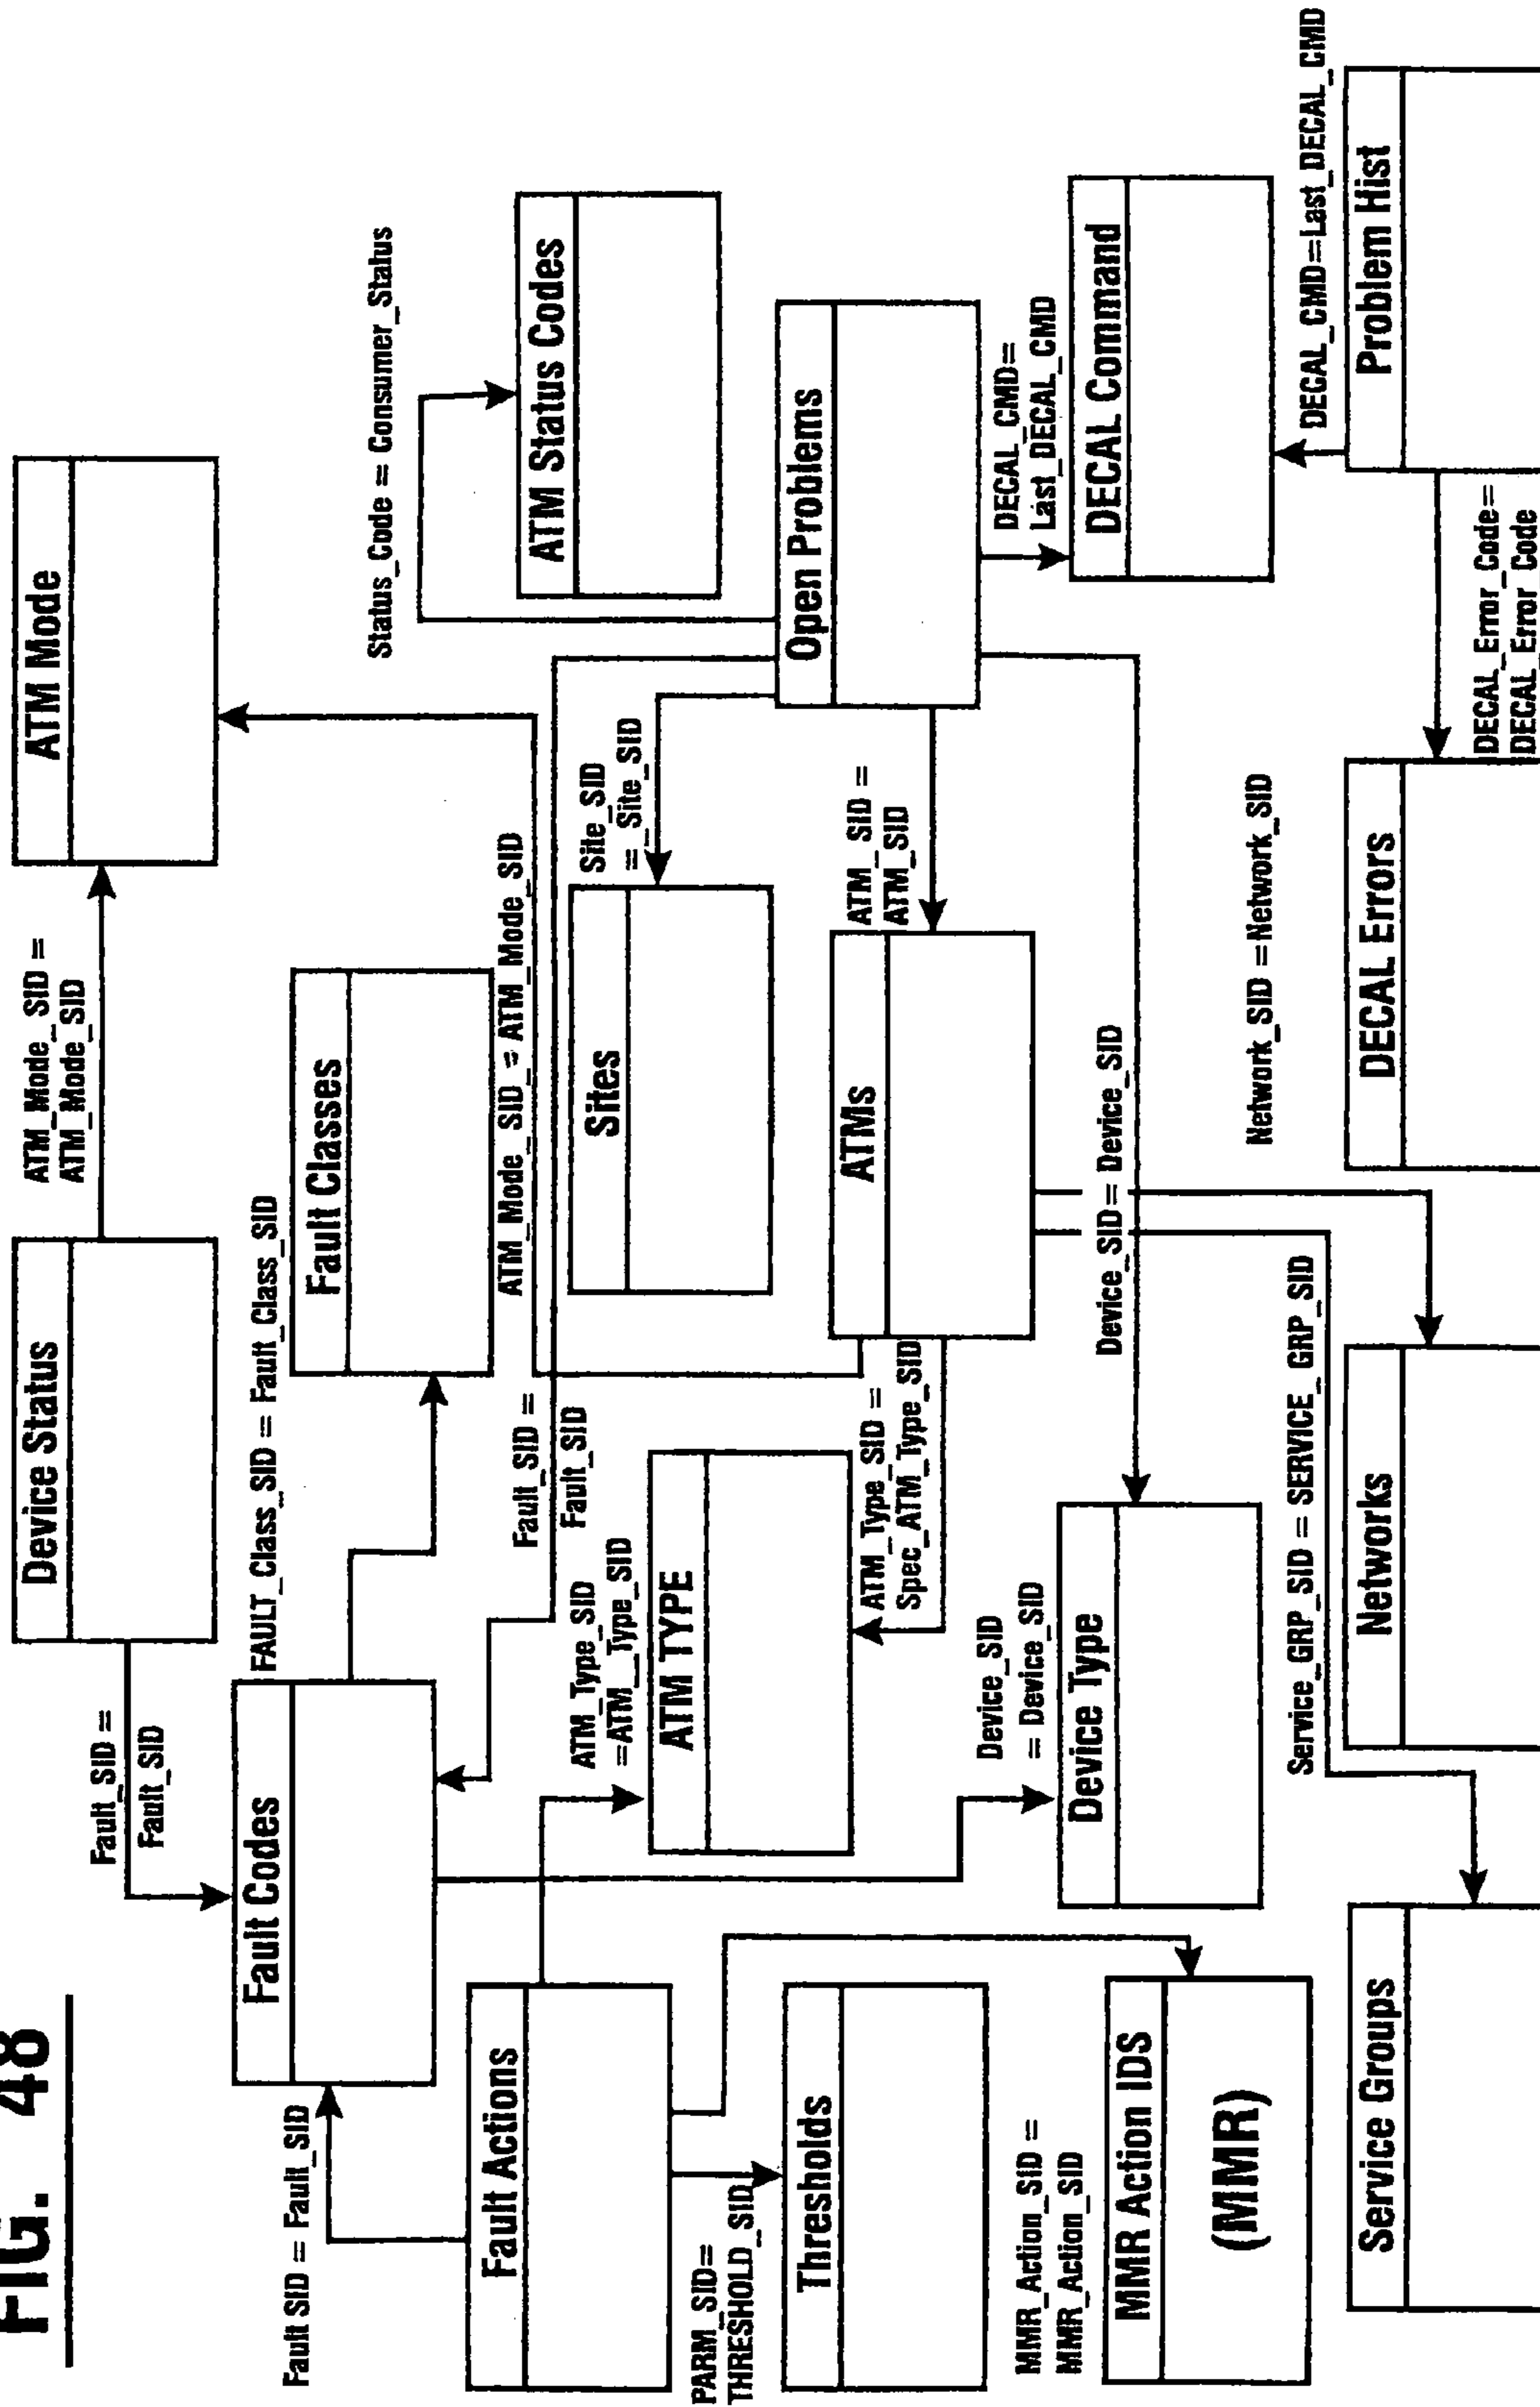 FIG. 48
Device Status
ATM_Mode_SID =
ATM_Mode_SID
ATM Mode
Fault_SID =
Fault_SID
Fault Codes
FAULT_Class_SID = Fault_Class_SID
Fault Classes
Status_Code = Consumer_Status
ATM Status Codes
Fault SID = Fault_SID
Fault Actions
Fault_SID =
Fault_SID
ATM_Mode_SID = ATM_Mode_SID
ATM_Type_SID
=ATM_Type_SID
ATM TYPE
Sites
Site_SID
= Site_SID
Open Problems
PARM_SID=
THRESHOLD_SID
Thresholds
ATM_Type_SID =
Spec_ATM_Type_SID
ATMs
ATM_SID =
ATM_SID
DECAL_CMD=
Last_DECAL_CMD
Device_SID
= Device_SID
Device Type
Device_SID= Device_SID
DECAL Command
MMR_Action_SID =
MMR_Action_SID
MMR Action IDS
(MMR)
Service_GRP_SID = SERVICE_GRP_SID
Network_SID =Network_SID
DECAL_CMD=Last_DECAL_CMD
Service Groups
Networks
DECAL Errors
Problem Hist
DECAL_Error_Code=
DECAL_Error_Code